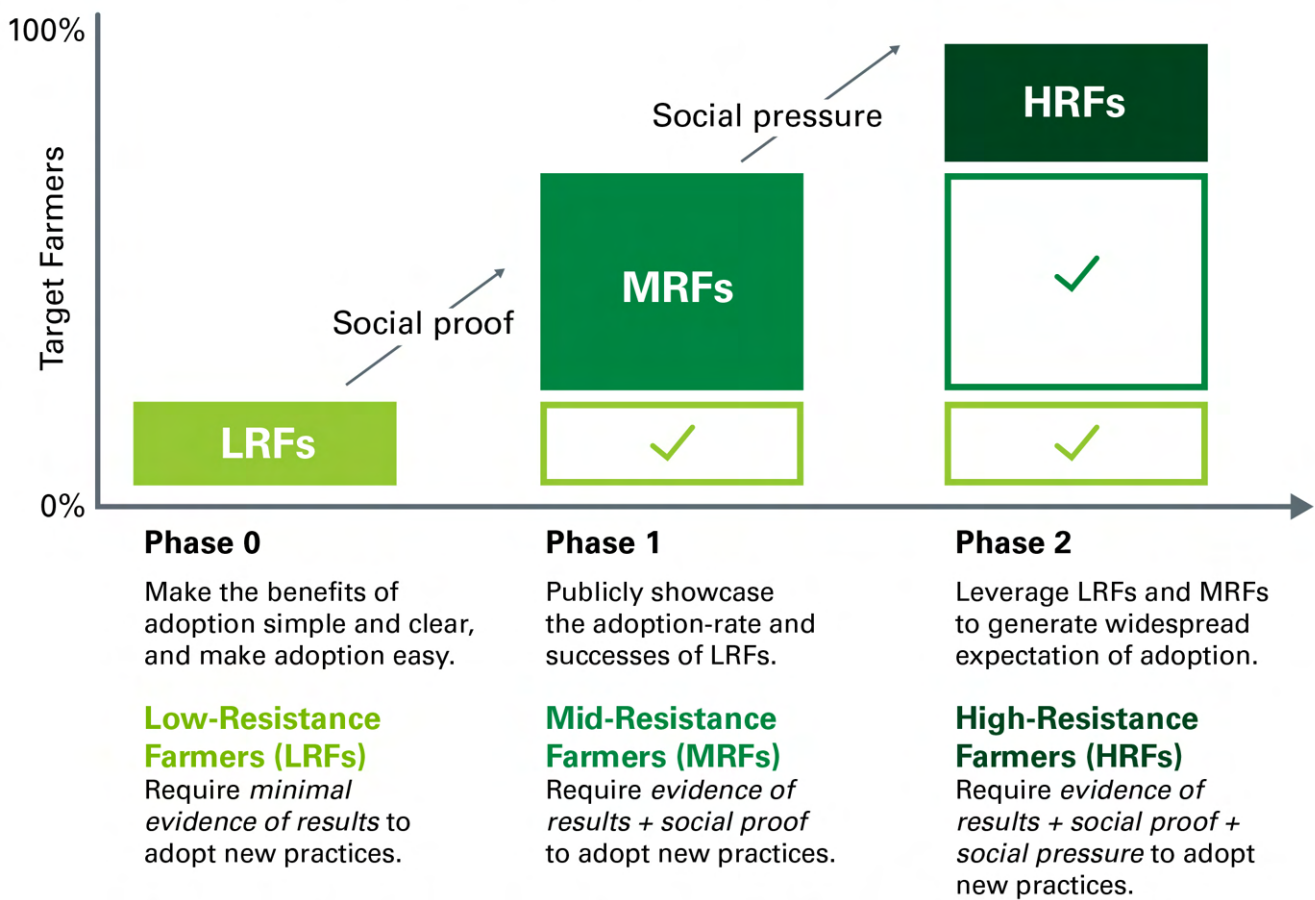 100%
Target Farmers
0%
Social proof
Social pressure
LRFs
MRFs
HRFs
Phase 0
Make the benefits of
adoption simple and clear,
and make adoption easy.
Low-Resistance
Farmers (LRFs)
Require minimal
evidence of results to
adopt new practices.
Phase 1
Publicly showcase
the adoption-rate and
successes of LRFs.
Mid-Resistance
Farmers (MRFs)
Require evidence of
results + social proof
to adopt new practices.
Phase 2
Leverage LRFs and MRFs
to generate widespread
expectation of adoption.
High-Resistance
Farmers (HRFs)
Require evidence of
results + social proof +
social pressure to adopt
new practices.